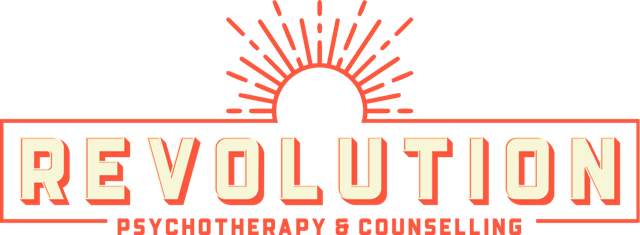 REVOLUTION
PSYCHOTHERAPY & COUNSELLING